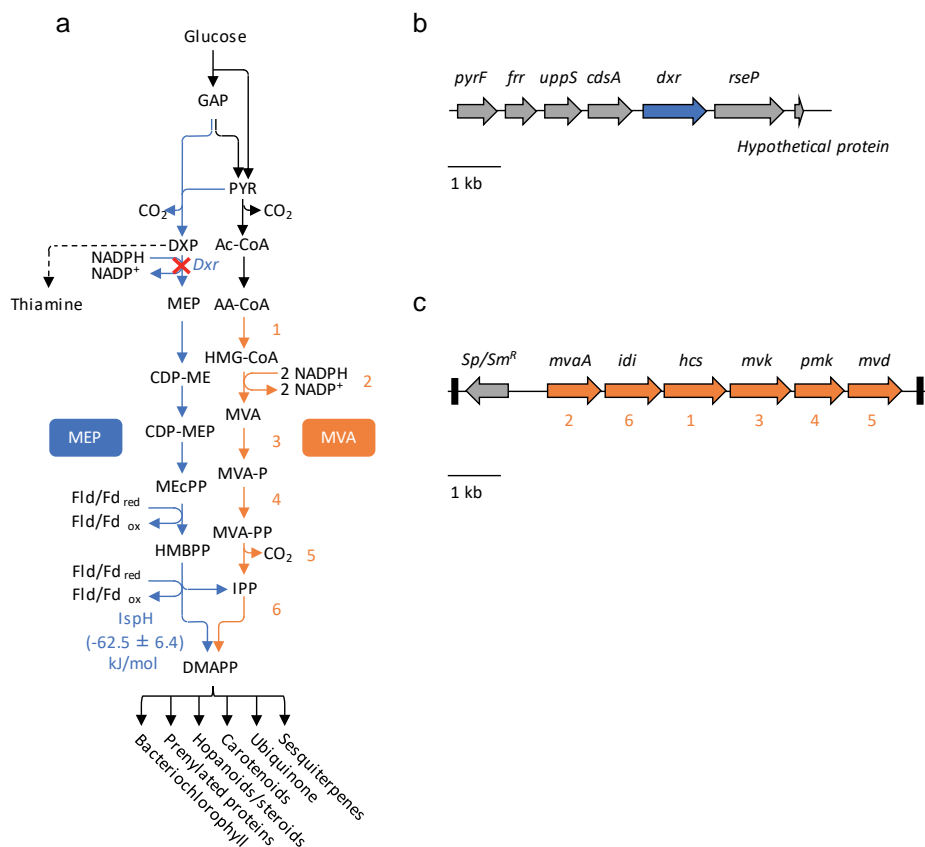 a
Glucose
GAP
PYR
CO2
CO2
DXP
Ac-CoA
NADPH
NADP+
Dxr
Thiamine
MEP
AA-CoA
1
HMG-CoA
2 NADPH
2 NADP+
2
CDP-ME
MVA
MEP
CDP-MEP
3
MVA
MEcPP
MVA-P
Fld/Fd red
Fld/Fd ox
4
MVA-PP
HMBPP
CO2
5
Fld/Fd red
Fld/Fd ox
IPP
6
IspH
(-62.5 ± 6.4)
kJ/mol
DMAPP
Bacteriochlorophyll
Prenylated proteins
Hopanoids/steroids
Carotenoids
Ubiquinone
Sesquiterpenes
b
pyrF frr uppS cdsA dxr rseP
Hypothetical protein
1 kb
c
Sp/SmR mvaA idi hcs mvk pmk mvd
2 6 1 3 4 5
1 kb